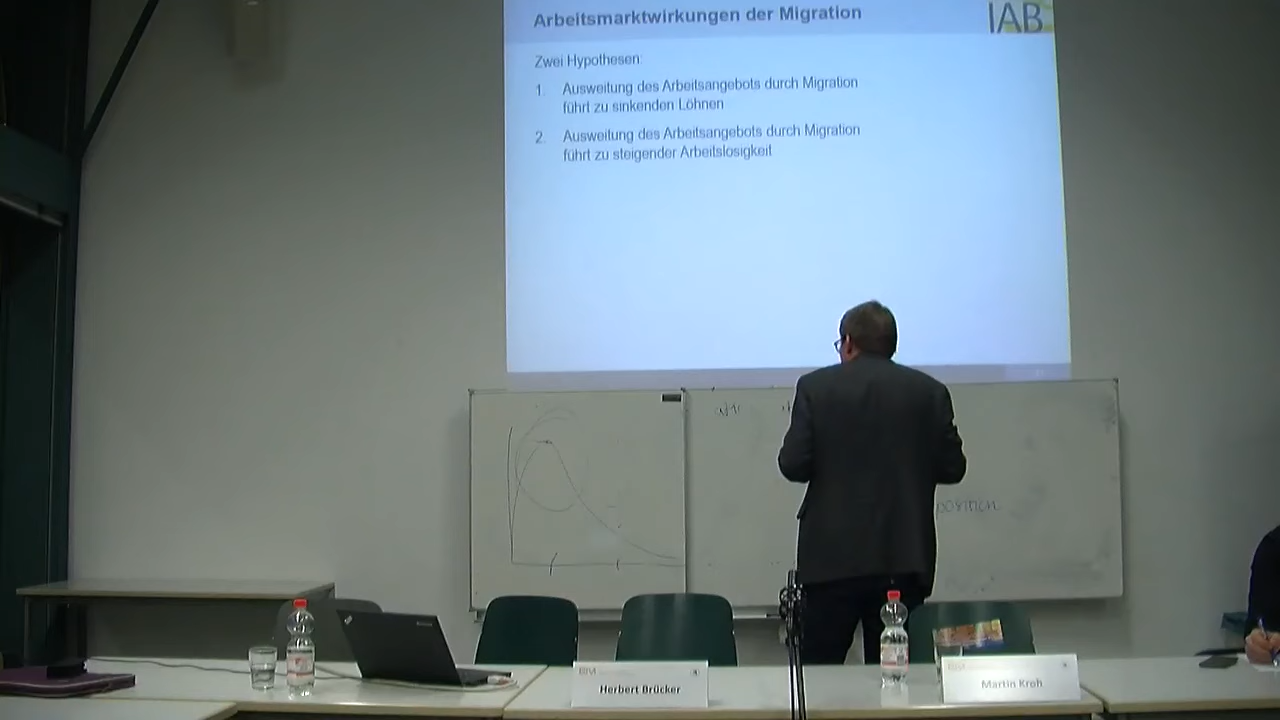 Arbeitsmarktwirkungen der Migration
IAB
Zwei Hypothesen:
1. Ausweitung des Arbeitsangebots durch Migration
führt zu sinkenden Löhnen
2. Ausweitung des Arbeitsangebots durch Migration
führt zu steigender Arbeitslosigkeit
position
Herbert Brücker
Martin Kroh